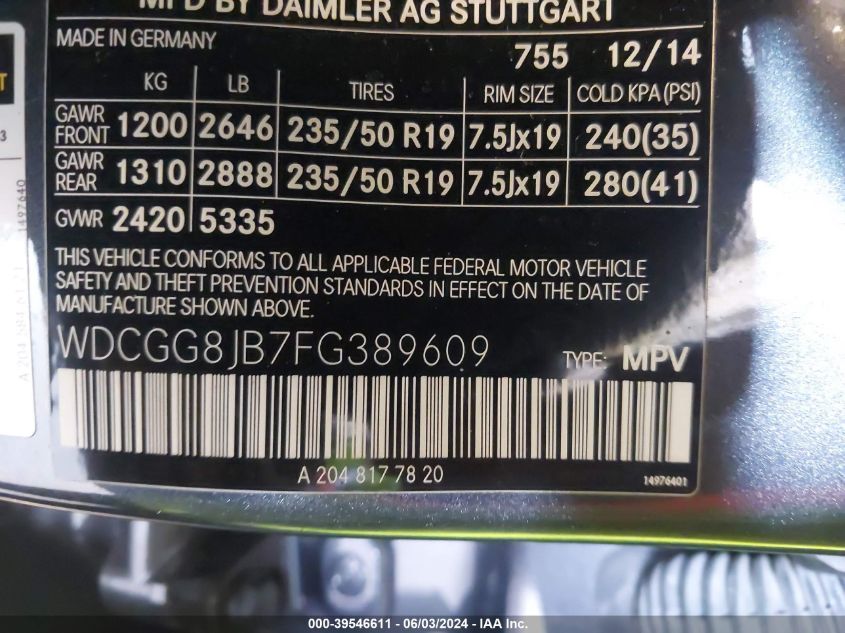 MFD BY DAIMLER AG STUTTGART
MADE IN GERMANY 755 12/14
KG LB TIRES RIM SIZE COLD KPA (PSI)
GAWR FRONT 1200 2646 235/50 R19 7.5Jx19 240(35)
GAWR REAR 1310 2888 235/50 R19 7.5Jx19 280(41)
GVWR 2420 5335
THIS VEHICLE CONFORMS TO ALL APPLICABLE FEDERAL MOTOR VEHICLE
SAFETY AND THEFT PREVENTION STANDARDS IN EFFECT ON THE DATE OF
MANUFACTURE SHOWN ABOVE.
WDCGG8JB7FG389609 TYPE: MPV
A 204 817 78 20
14976401
1497640
000-39546611 - 06/03/2024 - IAAI.COM